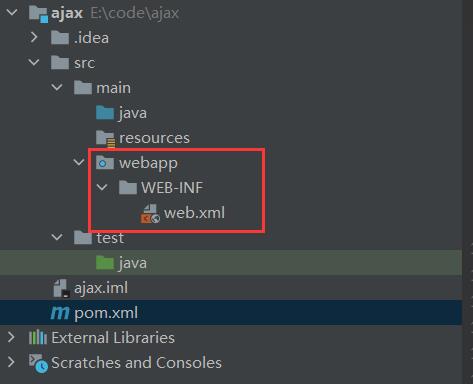 ajax E:\code\ajax
.idea
src
main
java
resources
webapp
WEB-INF
web.xml
test
java
ajax.iml
pom.xml
External Libraries
Scratches and Consoles